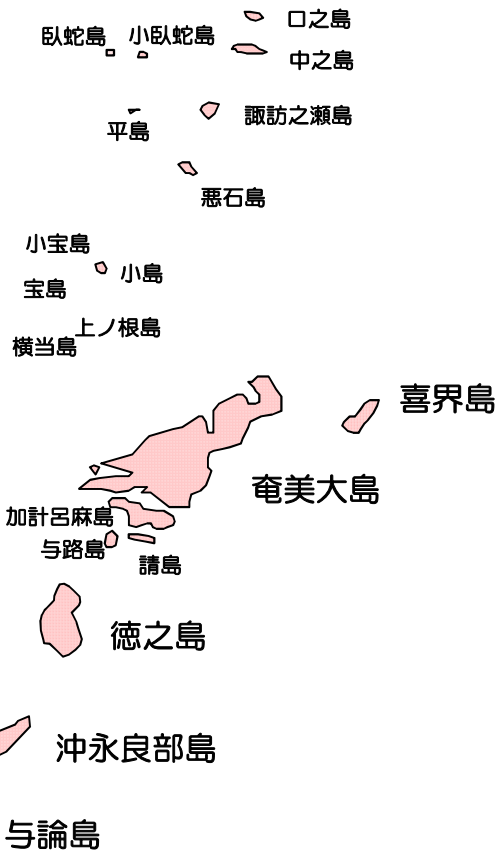 口之島
臥蛇島
小臥蛇島
中之島
諏訪之瀬島
平島
悪石島
小宝島
小島
宝島
上ノ根島
横当島
喜界島
奄美大島
加計呂麻島
与路島
請島
徳之島
沖永良部島
与論島